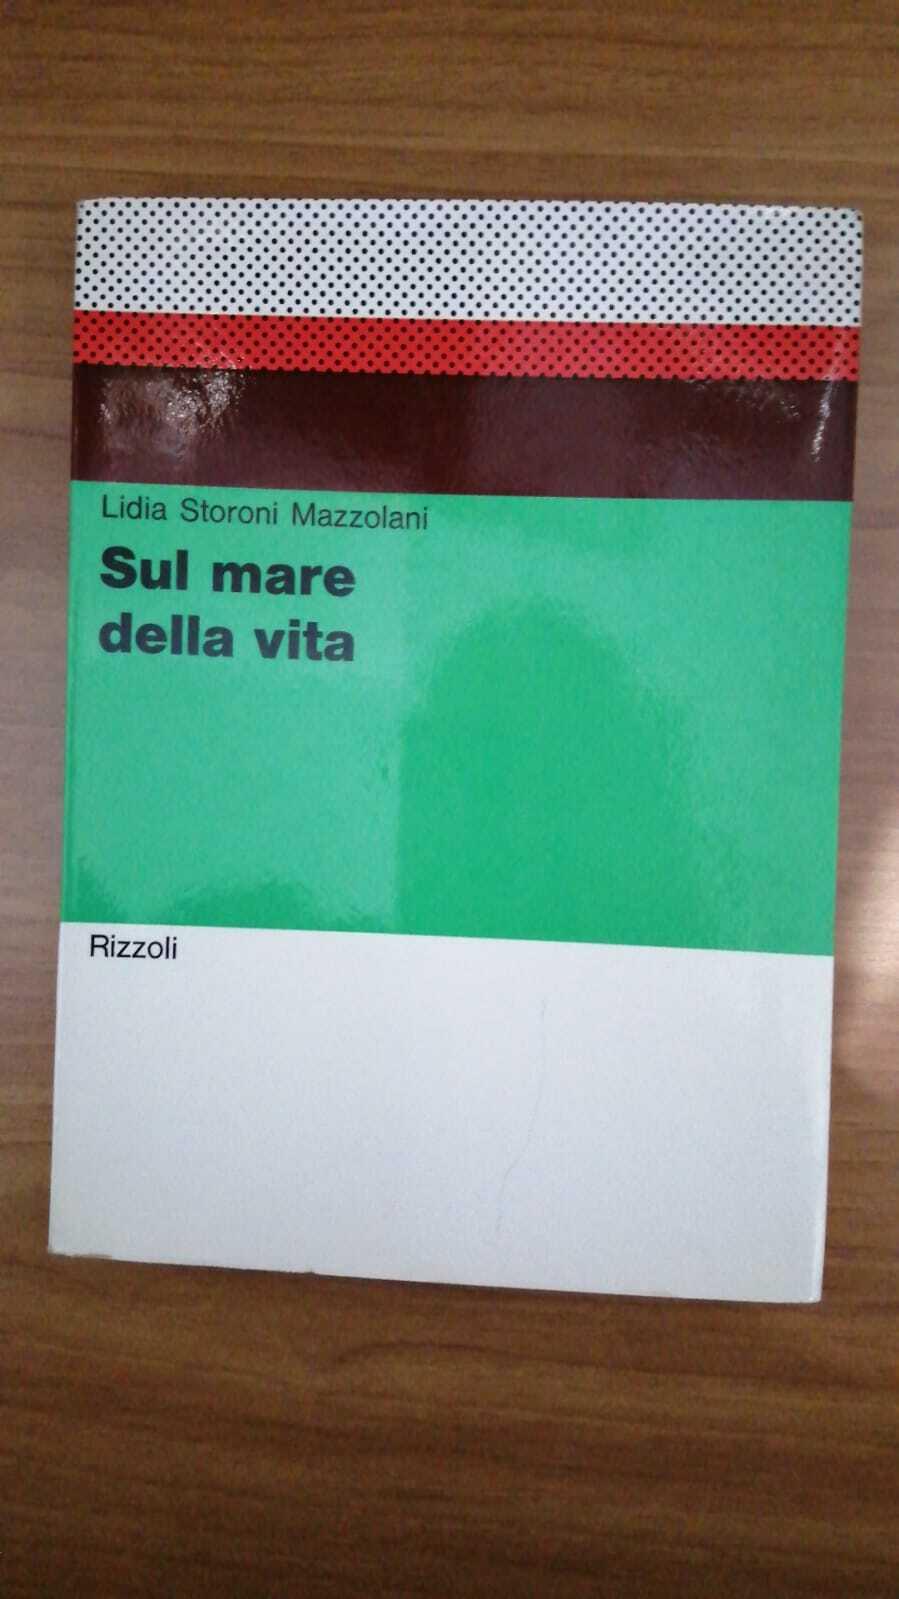 Lidia Storoni Mazzolani
Sul mare
della vita
Rizzoli